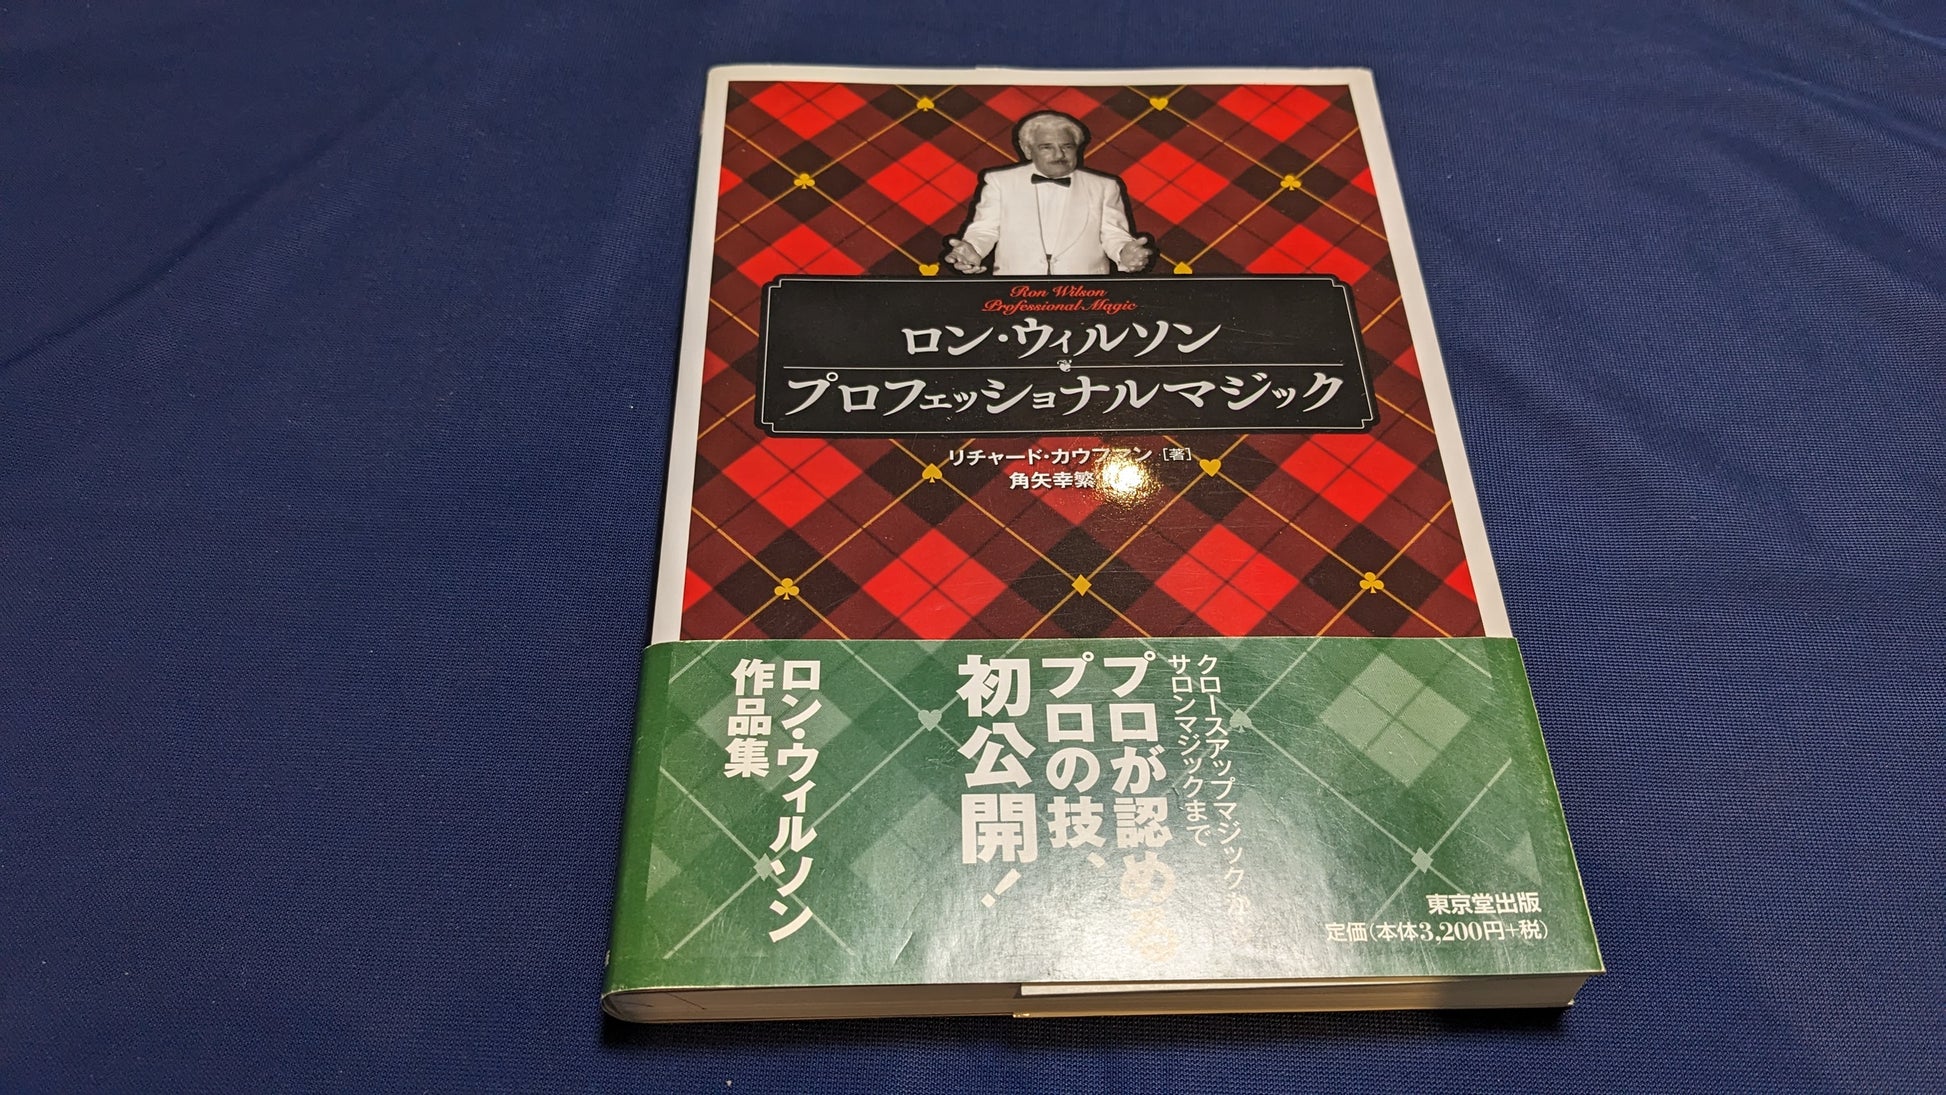 Ron Wilson
Professional Magic
ロン・ウィルソン
プロフェッショナルマジック
リチャード・カウフマン [著]
角矢幸繁
クロースアップマジックから
サロンマジックまで
プロが認める
プロの技、
初公開！
ロン・ウィルソン
作品集
東京堂出版
定価(本体3,200円+税)